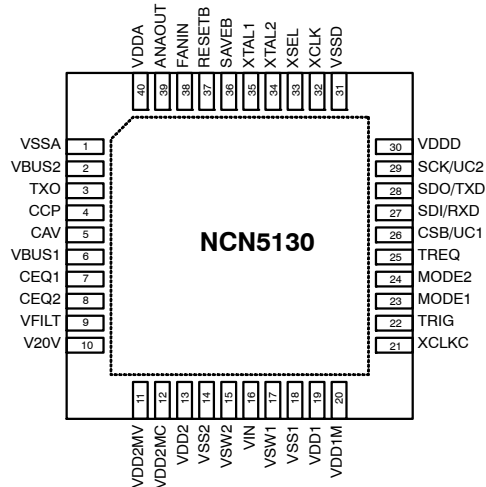 VDDA
ANAOUT
FANIN
RESETB
SAVEB
XTAL1
XTAL2
XSEL
XCLK
VSSD
40
39
38
37
36
35
34
33
32
31
VSSA 1
VBUS2 2
TXO 3
CCP 4
CAV 5
VBUS1 6
CEQ1 7
CEQ2 8
VFILT 9
V20V 10
NCN5130
30 VDDD
29 SCK/UC2
28 SDO/TXD
27 SDI/RXD
26 CSB/UC1
25 TREQ
24 MODE2
23 MODE1
22 TRIG
21 XCLKC
11
12
13
14
15
16
17
18
19
20
VDD2MV
VDD2MC
VDD2
VSS2
VSW2
VIN
VSW1
VSS1
VDD1
VDD1M